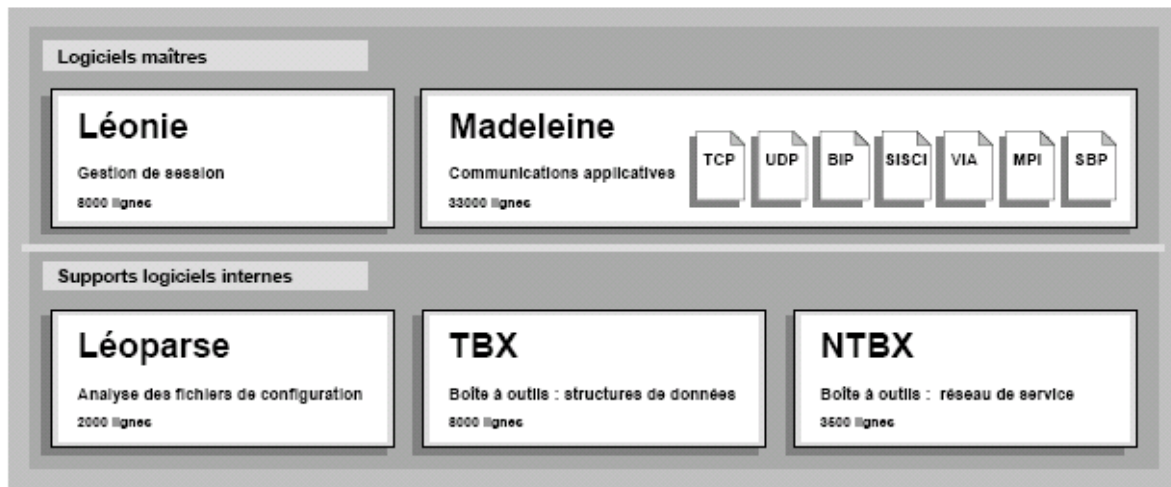 Logiciels maîtres
Léonie
Gestion de session
8000 lignes
Madeleine
Communications applicatives
33000 lignes
TCP
UDP
BIP
SISCI
VIA
MPI
SBP
Supports logiciels internes
Léoparse
Analyse des fichiers de configuration
2000 lignes
TBX
Boîte à outils : structures de données
8000 lignes
NTBX
Boîte à outils : réseau de service
3500 lignes